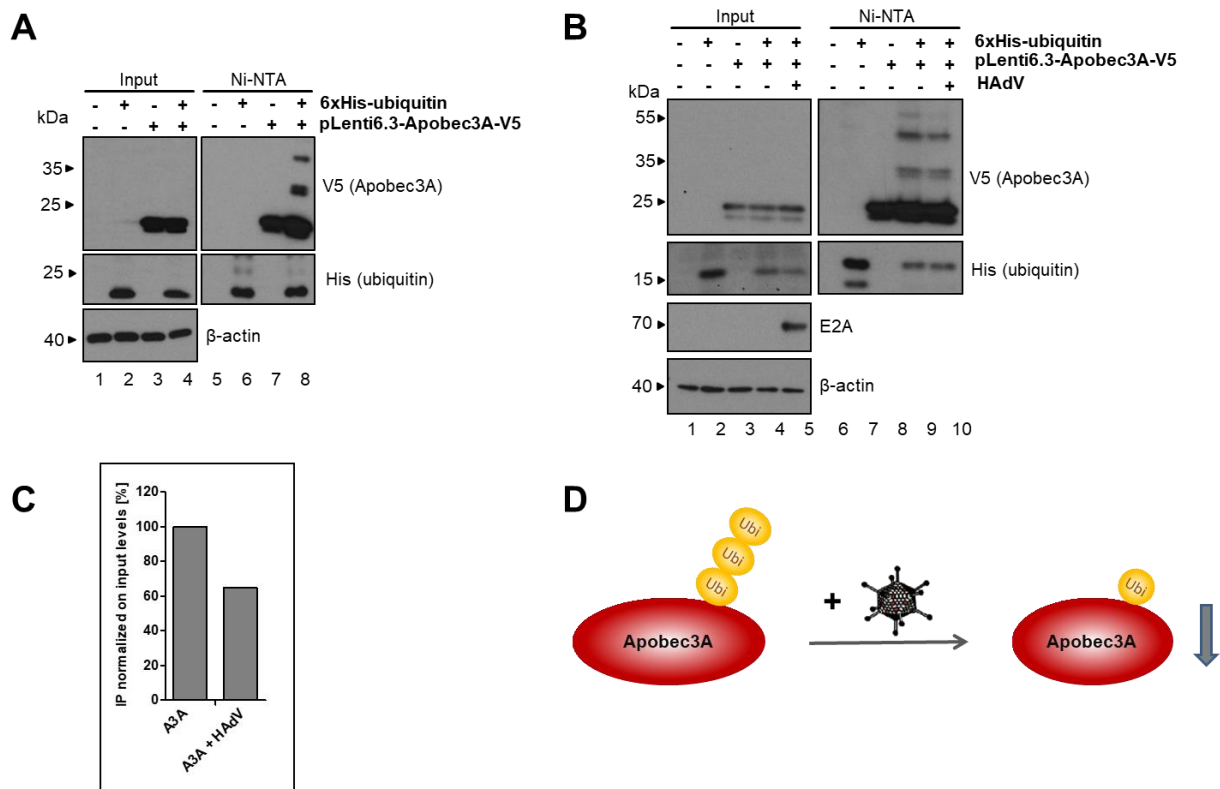 A
Input Ni-NTA
- + - + - + - + 6xHis-ubiquitin
- - + + - - + + pLenti6.3-Apobec3A-V5
kDa
35
25
V5 (Apobec3A)
25
His (ubiquitin)
40
β-actin
1 2 3 4 5 6 7 8
B
Input Ni-NTA
- + - + + - + - + + 6xHis-ubiquitin
- - + + + - - + + + pLenti6.3-Apobec3A-V5
- - - - + - - - - + HAdV
kDa
55
35
25
V5 (Apobec3A)
15
His (ubiquitin)
70
E2A
40
β-actin
1 2 3 4 5 6 7 8 9 10
C
IP normalized on input levels [%]
120
100
80
60
40
20
0
A3A
A3A + HAdV
D
Ubi
Ubi
Ubi
Apobec3A
+
Ubi
Apobec3A